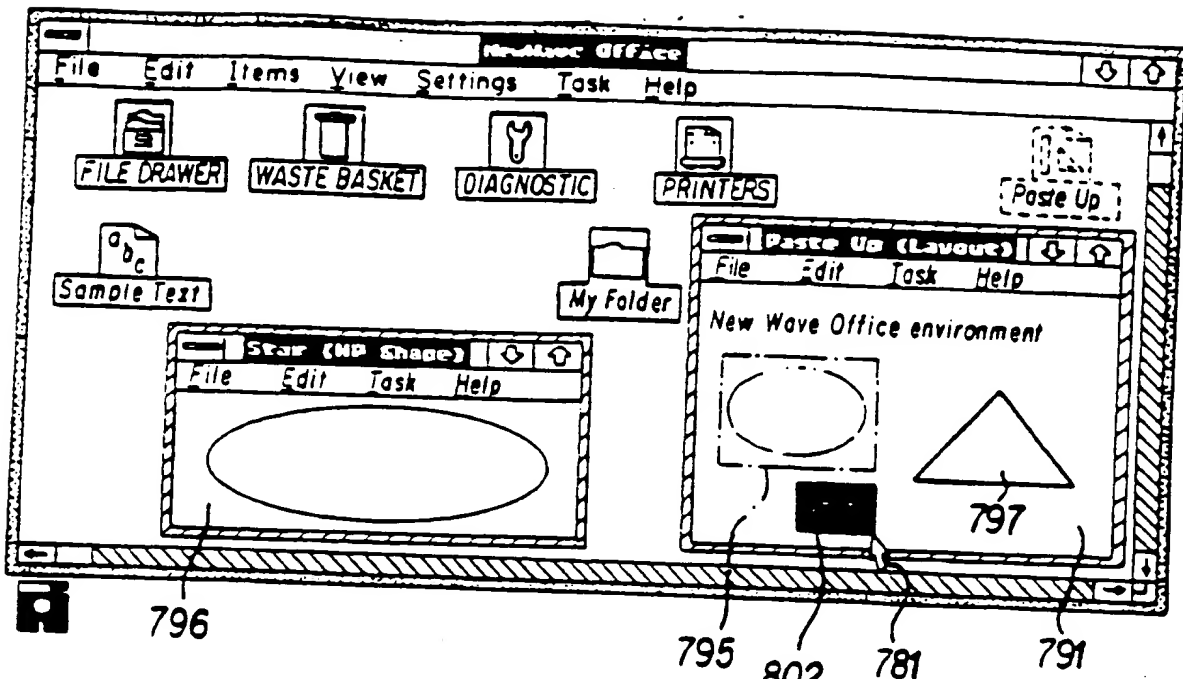 NewWave Office
File Edit Items View Settings Task Help
FILE DRAWER WASTE BASKET DIAGNOSTIC PRINTERS Paste Up
abc
Sample Text My Folder
Paste Up (Layout)
File Edit Task Help
New Wave Office environment
Star (HP Shape)
File Edit Task Help
797
796 795 802 781 791